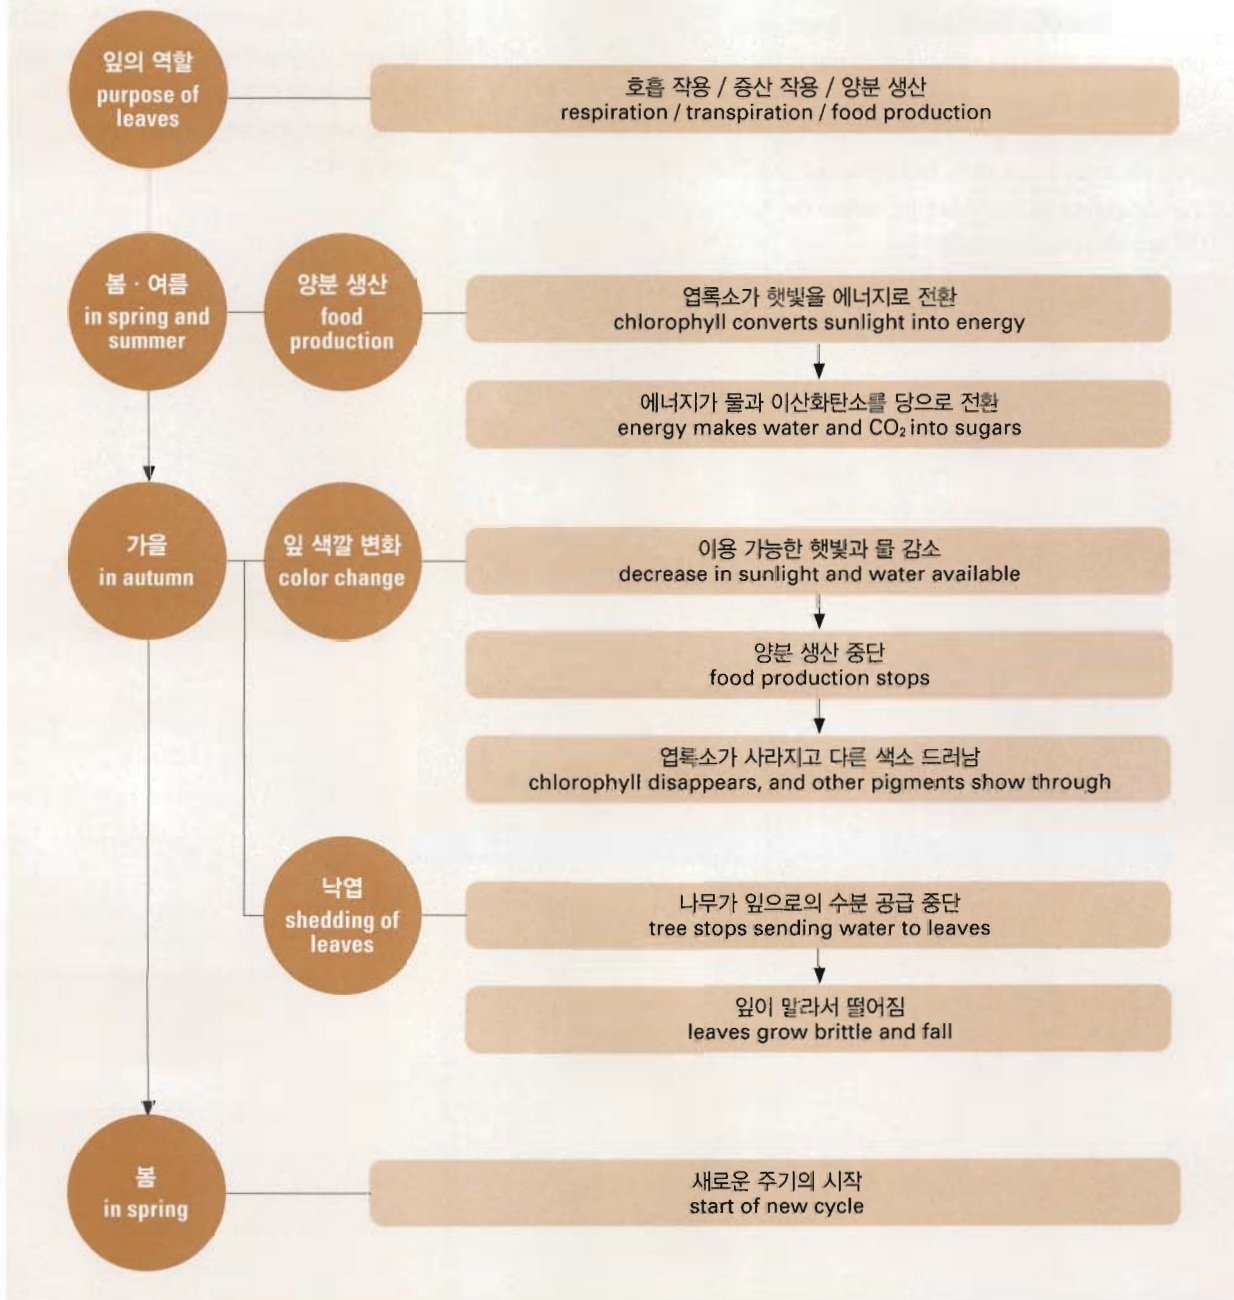 잎의 역할
purpose of
leaves
호흡 작용 / 증산 작용 / 양분 생산
respiration / transpiration / food production
봄 · 여름
in spring and
summer
양분 생산
food
production
엽록소가 햇빛을 에너지로 전환
chlorophyll converts sunlight into energy
에너지가 물과 이산화탄소를 당으로 전환
energy makes water and CO₂ into sugars
가을
in autumn
잎 색깔 변화
color change
이용 가능한 햇빛과 물 감소
decrease in sunlight and water available
양분 생산 중단
food production stops
엽록소가 사라지고 다른 색소 드러남
chlorophyll disappears, and other pigments show through
낙엽
shedding of
leaves
나무가 잎으로의 수분 공급 중단
tree stops sending water to leaves
잎이 말라서 떨어짐
leaves grow brittle and fall
봄
in spring
새로운 주기의 시작
start of new cycle